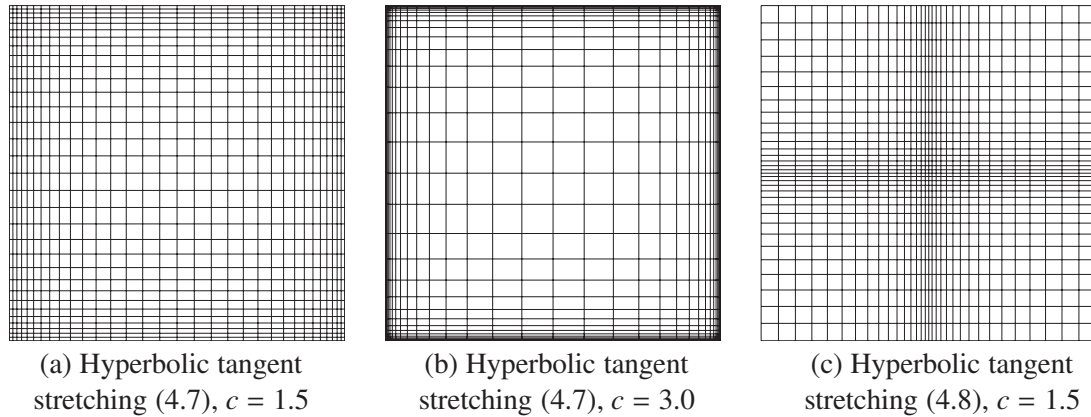 (a) Hyperbolic tangent
stretching (4.7), c = 1.5
(b) Hyperbolic tangent
stretching (4.7), c = 3.0
(c) Hyperbolic tangent
stretching (4.8), c = 1.5